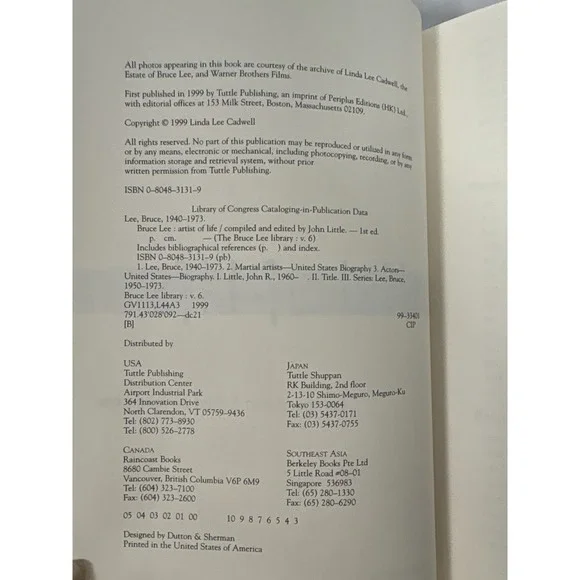 All photos appearing in this book are courtesy of the archive of Linda Lee Cadwell, the
Estate of Bruce Lee, and Warner Brothers Films.
First published in 1999 by Tuttle Publishing, an imprint of Periplus Editions (HK) Ltd.,
with editorial offices at 153 Milk Street, Boston, Massachusetts 02109.
Copyright © 1999 Linda Lee Cadwell
All rights reserved. No part of this publication may be reproduced or utilized in any form
or by any means, electronic or mechanical, including photocopying, recording, or by any
information storage and retrieval system, without prior
written permission from Tuttle Publishing.
ISBN 0-8048-3131-9
Library of Congress Cataloging-in-Publication Data
Lee, Bruce, 1940-1973.
Bruce Lee : artist of life / compiled and edited by John Little. — 1st ed.
p. cm. — (The Bruce Lee library : v. 6)
Includes bibliographical references (p. ) and index.
ISBN 0-8048-3131-9 (pb)
1. Lee, Bruce, 1940-1973. 2. Martial artists—United States Biography 3. Acton—
United States—Biography. I. Little, John R., 1960– . II. Title. III. Series: Lee, Bruce,
1950-1973.
Bruce Lee library : v. 6.
GV1113,L44A3 1999
791.43'028'092—dc21 99-33401
[B] CIP
Distributed by
USA
Tuttle Publishing
Distribution Center
Airport Industrial Park
364 Innovation Drive
North Clarendon, VT 05759-9436
Tel: (802) 773-8930
Tel: (800) 526-2778
JAPAN
Tuttle Shuppan
RK Building, 2nd floor
2-13-10 Shimo-Meguro, Meguro-Ku
Tokyo 153-0064
Tel: (03) 5437-0171
Fax: (03) 5437-0755
CANADA
Raincoast Books
8680 Cambie Street
Vancouver, British Columbia V6P 6M9
Tel: (604) 323-7100
Fax: (604) 323-2600
SOUTHEAST ASIA
Berkeley Books Pte Ltd
5 Little Road #08-01
Singapore 536983
Tel: (65) 280-1330
Fax: (65) 280-6290
05 04 03 02 01 00 10 9 8 7 6 5 4 3
Designed by Dutton & Sherman
Printed in the United States of America